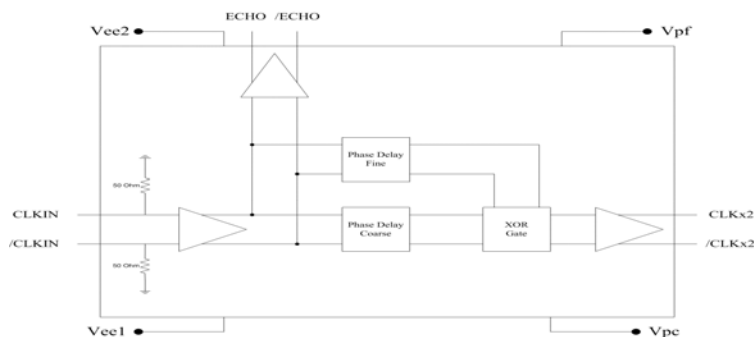 ECHO /ECHO
Vee2
Vpf
Phase Delay
Fine
50 Ohm
CLKIN
CLKx2
Phase Delay
Coarse
XOR
Gate
/CLKIN
/CLKx2
50 Ohm
Vee1
Vpc